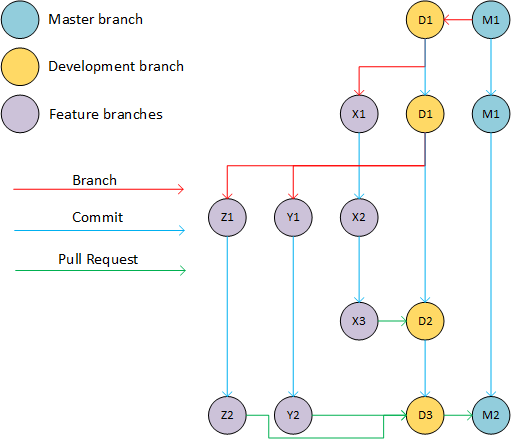 Master branch
D1
M1
Development branch
Feature branches
X1
D1
M1
Branch
Commit
Z1
Y1
X2
Pull Request
X3
D2
Z2
Y2
D3
M2